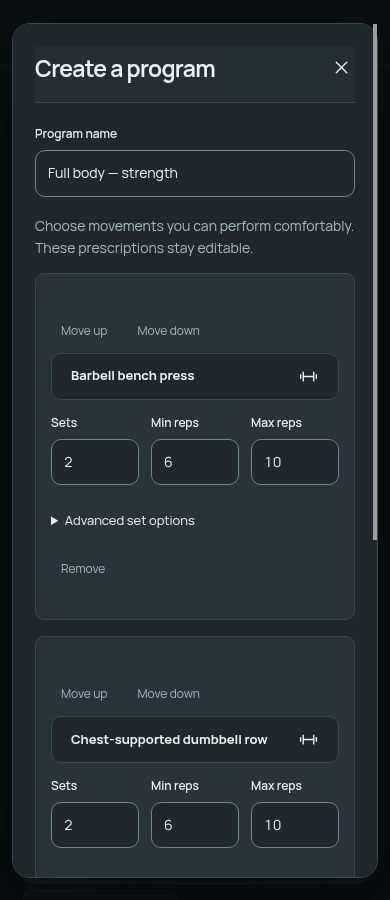 Create a program
Program name
Full body — strength
Choose movements you can perform comfortably.
These prescriptions stay editable.
Move up Move down
Barbell bench press
Sets Min reps Max reps
2 6 10
Advanced set options
Remove
Move up Move down
Chest-supported dumbbell row
Sets Min reps Max reps
2 6 10